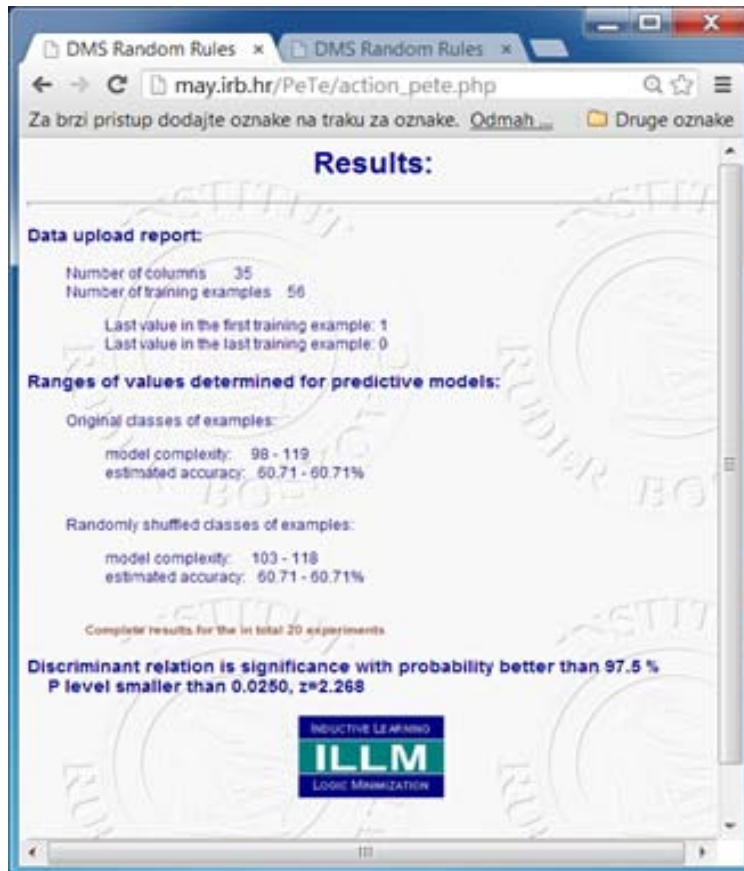 DMS Random Rules × DMS Random Rules ×
may.irb.hr/PeTe/action_pete.php
Za brzi pristup dodajte oznake na traku za oznake. Odmah ... Druge oznake
Results:
Data upload report:
Number of columns 35
Number of training examples 56
Last value in the first training example: 1
Last value in the last training example: 0
Ranges of values determined for predictive models:
Original classes of examples:
model complexity: 98 - 119
estimated accuracy: 60.71 - 60.71%
Randomly shuffled classes of examples:
model complexity: 103 - 118
estimated accuracy: 60.71 - 60.71%
Complete results for the in total 20 experiments
Discriminant relation is significance with probability better than 97.5 %
P level smaller than 0.0250, z=2.268
INDUCTIVE LEARNING
ILLM
LOGIC MINIMIZATION